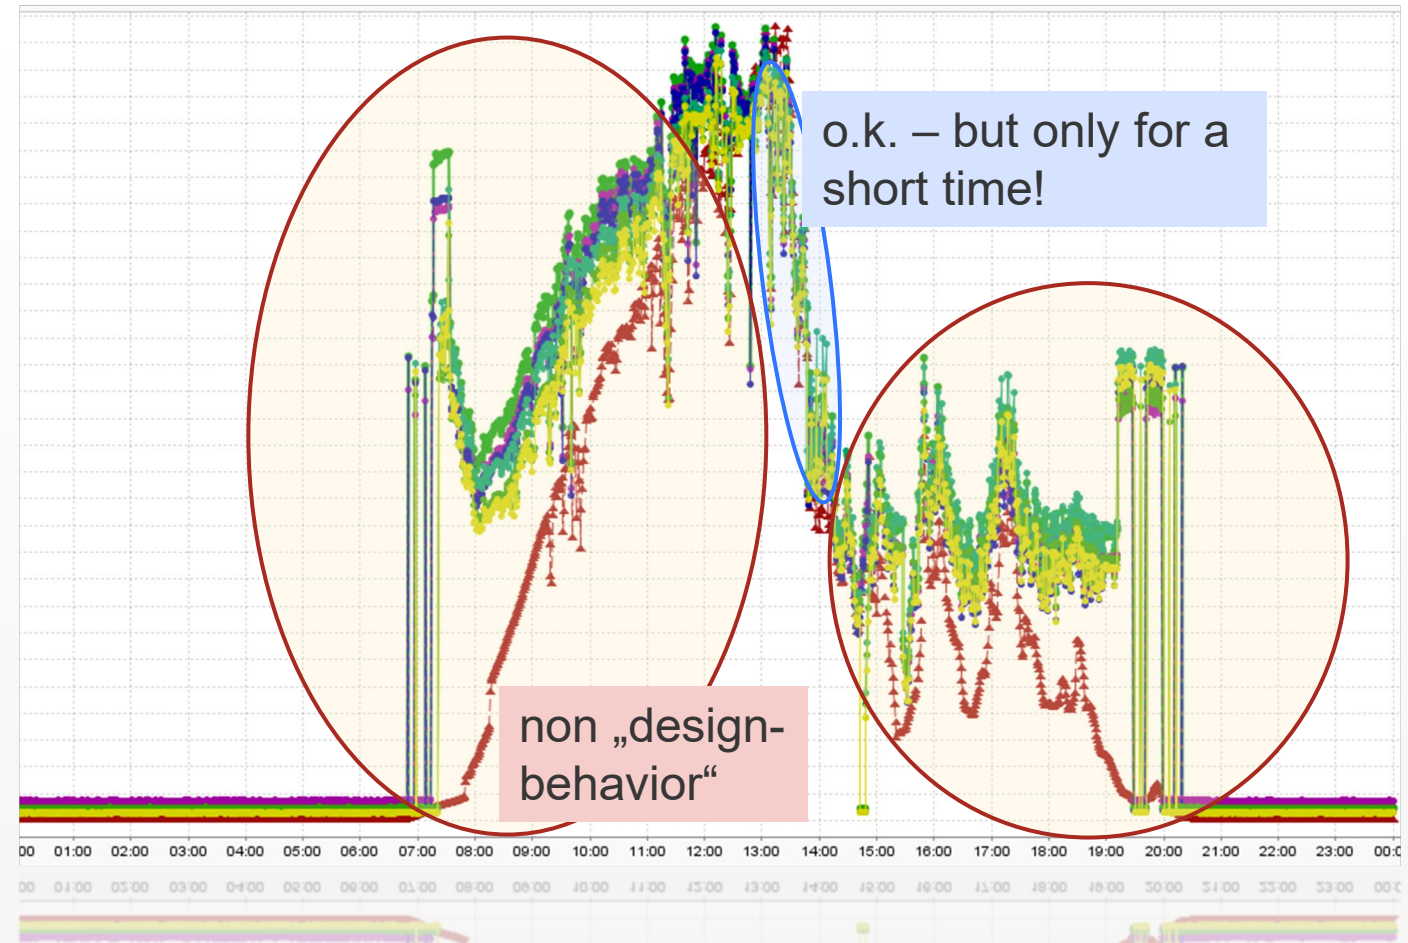 o.k. – but only for a
short time!
non „design-
behavior“
00 01:00 02:00 03:00 04:00 05:00 06:00 07:00 08:00 09:00 10:00 11:00 12:00 13:00 14:00 15:00 16:00 17:00 18:00 19:00 20:00 21:00 22:00 23:00 00:0